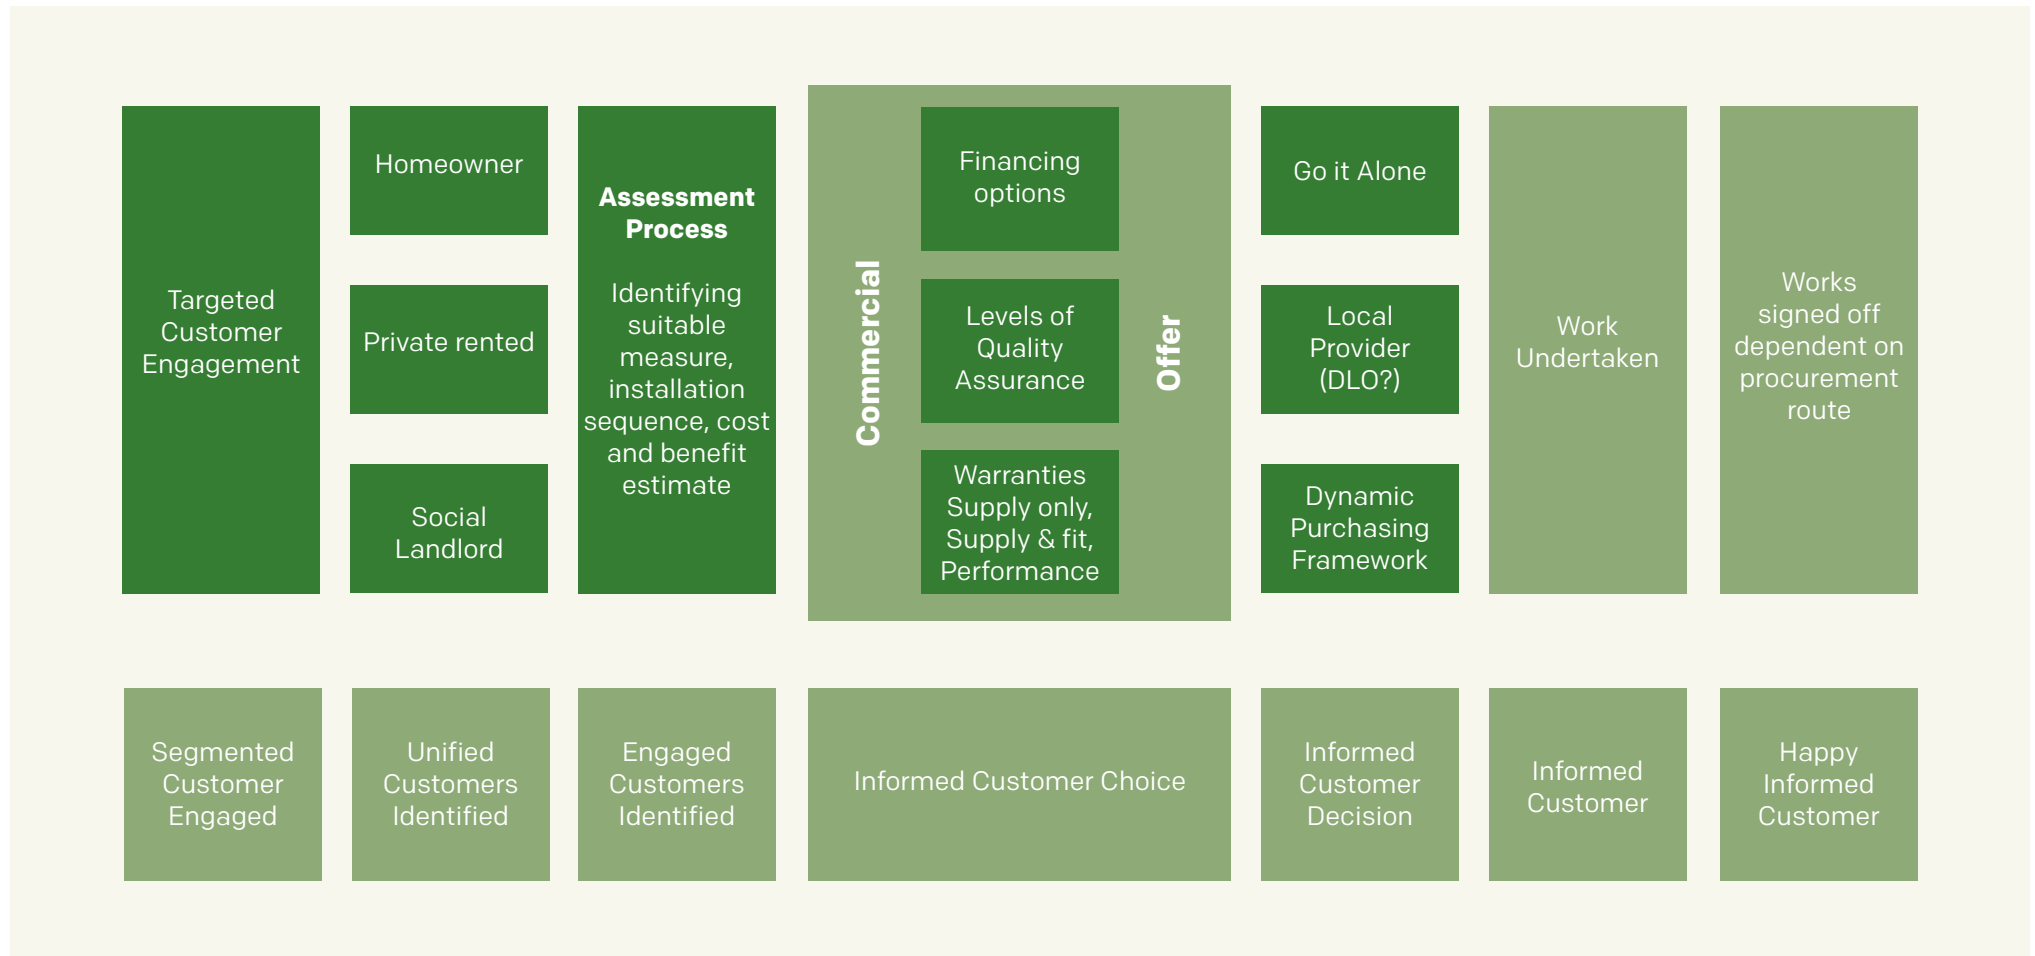 Targeted
Customer
Engagement
Homeowner
Private rented
Social
Landlord
Assessment
Process
Identifying
suitable
measure,
installation
sequence, cost
and benefit
estimate
Commercial
Financing
options
Levels of
Quality
Assurance
Warranties
Supply only,
Supply & fit,
Performance
Offer
Go it Alone
Local
Provider
(DLO?)
Dynamic
Purchasing
Framework
Work
Undertaken
Works
signed off
dependent on
procurement
route
Segmented
Customer
Engaged
Unified
Customers
Identified
Engaged
Customers
Identified
Informed Customer Choice
Informed
Customer
Decision
Informed
Customer
Happy
Informed
Customer